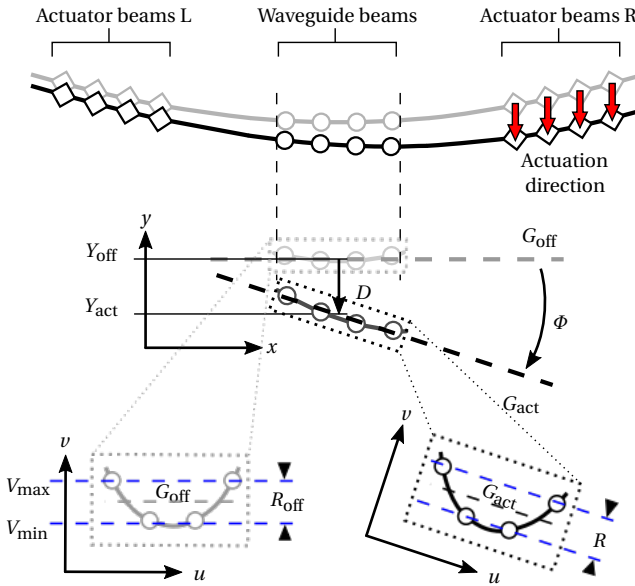 Actuator beams L
Waveguide beams
Actuator beams R
Actuation
direction
y
Y_off
Y_act
x
D
G_off
Φ
G_act
v
V_max
V_min
G_off
R_off
u
v
G_act
R
u